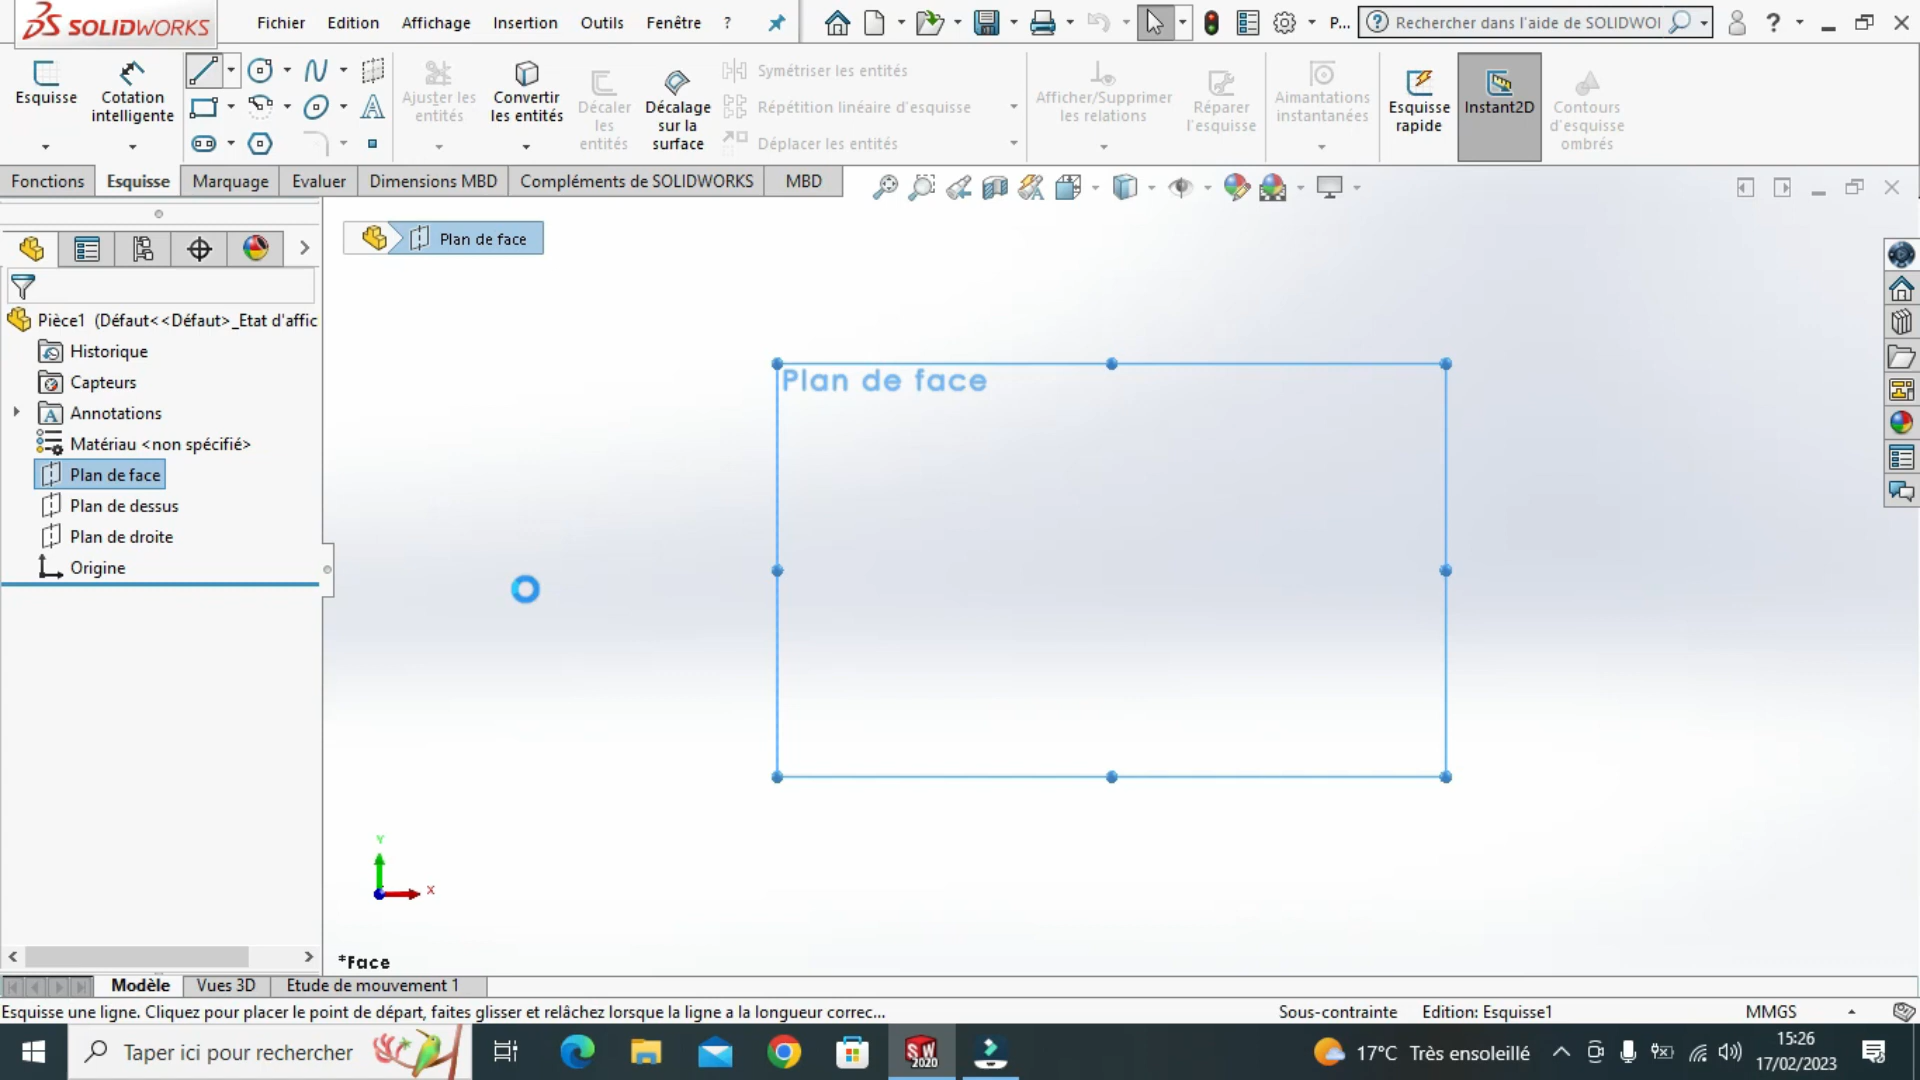 SOLIDWORKS
Fichier Edition Affichage Insertion Outils Fenêtre ?
P...
Rechercher dans l'aide de SOLIDWOI
Esquisse
Cotation intelligente
Ajuster les entités
Convertir les entités
Décaler les entités
Décalage sur la surface
Symétriser les entités
Répétition linéaire d'esquisse
Déplacer les entités
Afficher/Supprimer les relations
Réparer l'esquisse
Aimantations instantanées
Esquisse rapide
Instant2D
Contours d'esquisse ombrés
Fonctions Esquisse Marquage Evaluer Dimensions MBD Compléments de SOLIDWORKS MBD
Plan de face
Pièce1 (Défaut<<Défaut>_Etat d'affic
Historique
Capteurs
Annotations
Matériau <non spécifié>
Plan de face
Plan de dessus
Plan de droite
Origine
Plan de face
Y
X
*Face
Modèle Vues 3D Etude de mouvement 1
Esquisse une ligne. Cliquez pour placer le point de départ, faites glisser et relâchez lorsque la ligne a la longueur correc...
Sous-contrainte Edition: Esquisse1 MMGS
Taper ici pour rechercher
SW 2020
17°C Très ensoleillé
15:26
17/02/2023